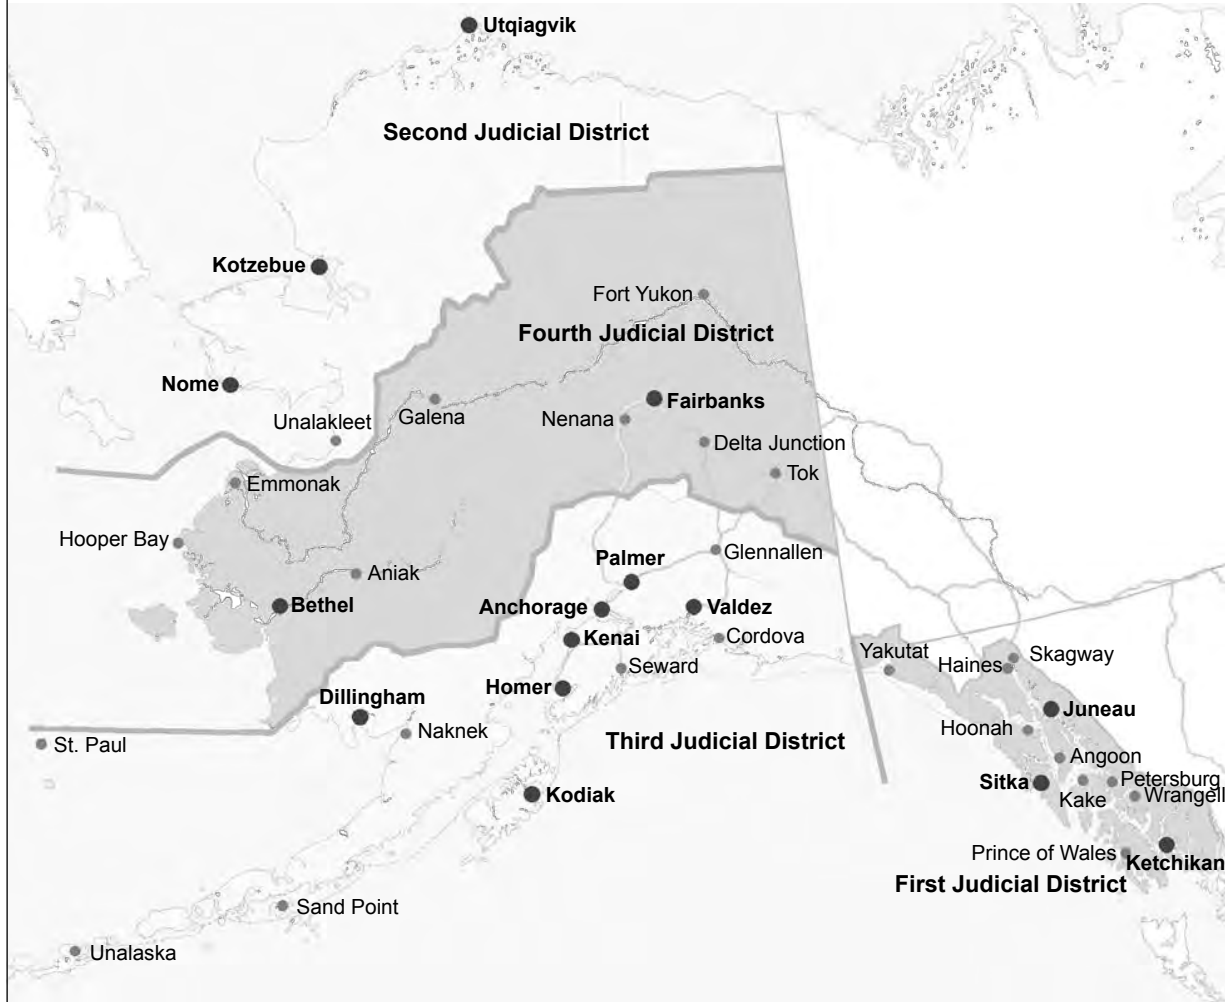 Utqiagvik
Second Judicial District
Kotzebue
Fort Yukon
Fourth Judicial District
Nome
Unalakleet
Galena
Nenana
Fairbanks
Delta Junction
Tok
Emmonak
Hooper Bay
Aniak
Bethel
Palmer
Glennallen
Anchorage
Valdez
Kenai
Cordova
Seward
Homer
Dillingham
Naknek
St. Paul
Third Judicial District
Kodiak
Yakutat
Haines
Skagway
Juneau
Hoonah
Angoon
Sitka
Kake
Petersburg
Wrangell
Prince of Wales
Ketchikan
First Judicial District
Sand Point
Unalaska